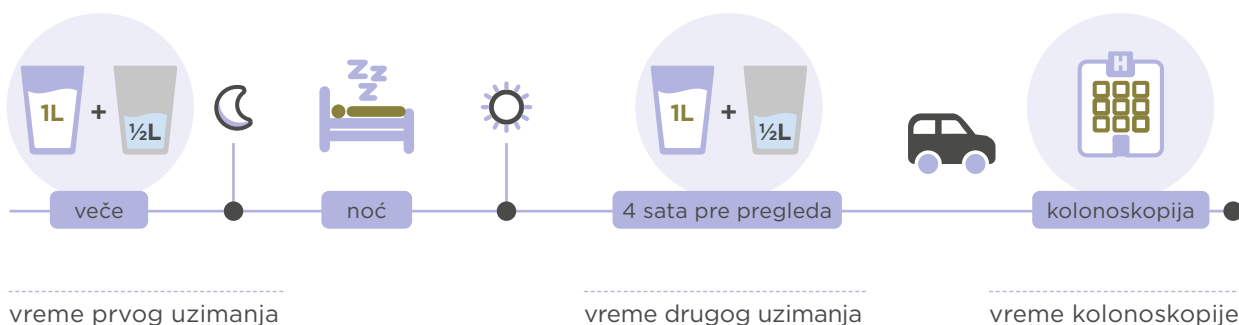 1L + ½L
zzz
1L + ½L
H
veče
noć
4 sata pre pregleda
kolonoskopija
vreme prvog uzimanja
vreme drugog uzimanja
vreme kolonoskopije